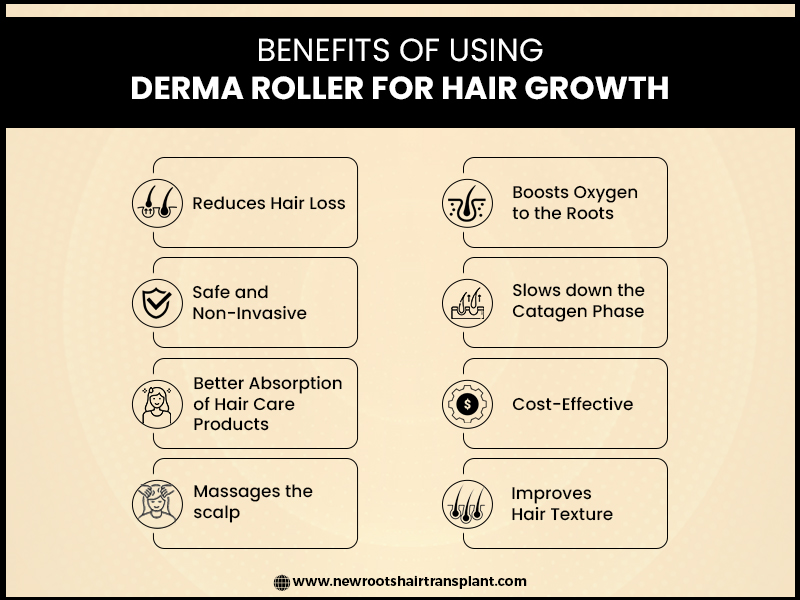 BENEFITS OF USING
DERMA ROLLER FOR HAIR GROWTH
Reduces Hair Loss
Boosts Oxygen
to the Roots
Safe and
Non-Invasive
Slows down the
Catagen Phase
Better Absorption
of Hair Care
Products
$
Cost-Effective
Massages the
scalp
Improves
Hair Texture
www.newrootshairtransplant.com